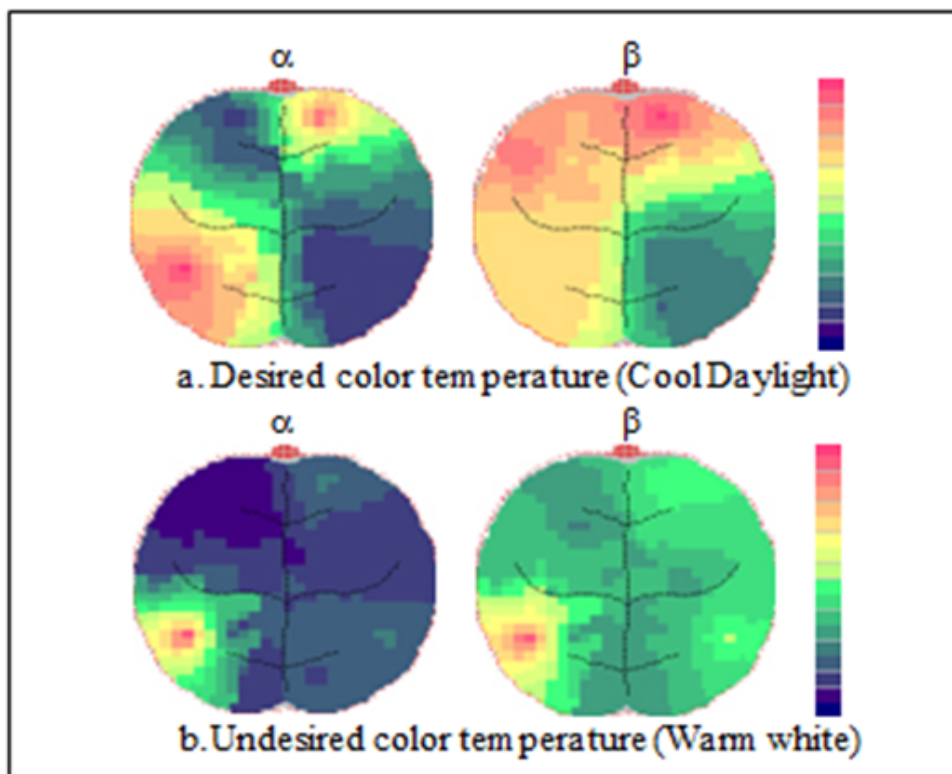 α β
a. Desired color temperature (Cool Daylight)
α β
b. Undesired color temperature (Warm white)